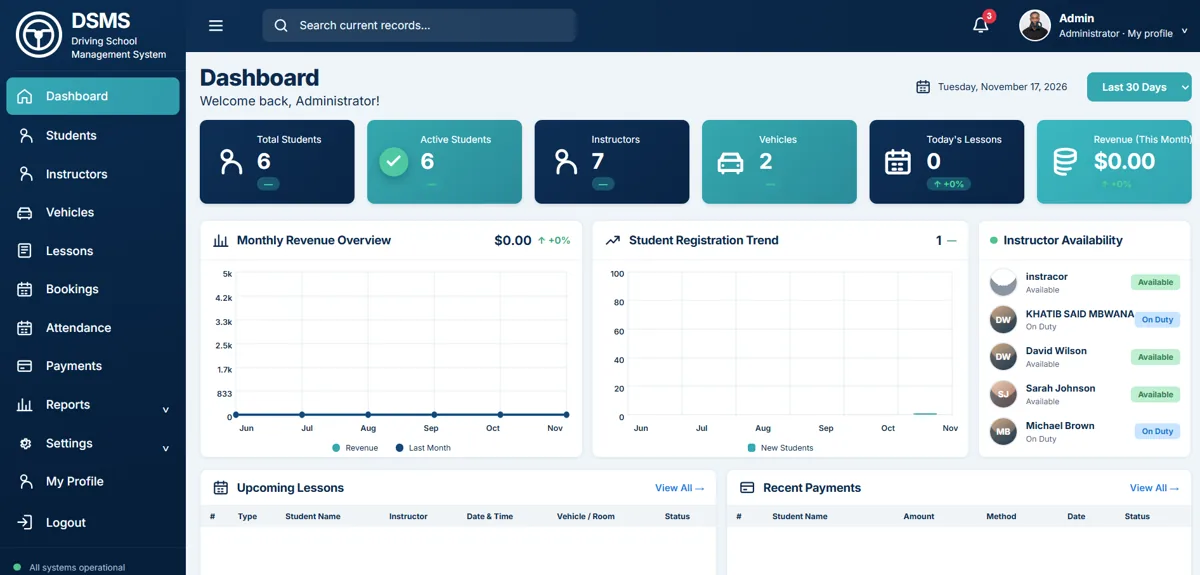 DSMS
Driving School
Management System
Search current records...
3
Admin
Administrator · My profile
Dashboard
Students
Instructors
Vehicles
Lessons
Bookings
Attendance
Payments
Reports
Settings
My Profile
Logout
All systems operational
Dashboard
Welcome back, Administrator!
Tuesday, November 17, 2026
Last 30 Days
Total Students
6
—
Active Students
6
—
Instructors
7
—
Vehicles
2
—
Today's Lessons
0
↑ +0%
Revenue (This Month)
$0.00
↑ +0%
Monthly Revenue Overview
$0.00 ↑ +0%
5k
4.2k
3.3k
2.5k
1.7k
833
0
Jun Jul Aug Sep Oct Nov
Revenue Last Month
Student Registration Trend
1 —
100
80
60
40
20
0
Jun Jul Aug Sep Oct Nov
New Students
Instructor Availability
instracor
Available
Available
DW
KHATIB SAID MBWANA
On Duty
On Duty
DW
David Wilson
Available
Available
SJ
Sarah Johnson
Available
Available
MB
Michael Brown
On Duty
On Duty
Upcoming Lessons
View All →
# Type Student Name Instructor Date & Time Vehicle / Room Status
Recent Payments
View All →
# Student Name Amount Method Date Status